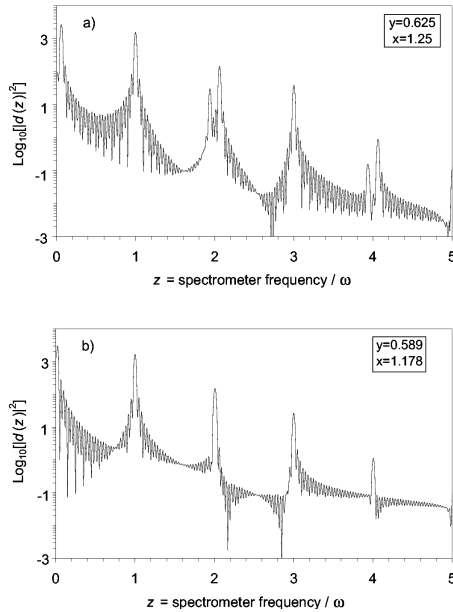 a)
y=0.625
x=1.25
Log₁₀[|d(z)|²]
3
1
-1
-3
0 1 2 3 4 5
z = spectrometer frequency / ω
b)
y=0.589
x=1.178
Log₁₀[|d(z)|²]
3
1
-1
-3
0 1 2 3 4 5
z = spectrometer frequency / ω